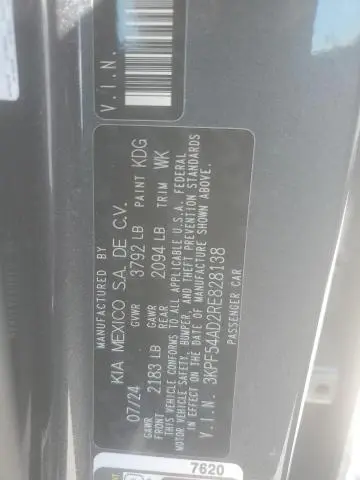 V.I.N.
MANUFACTURED BY
KIA MEXICO S.A. DE C.V.
07/24 GVWR 3792 LB PAINT KDG
GAWR FRONT 2183 LB GAWR REAR 2094 LB TRIM WK
THIS VEHICLE CONFORMS TO ALL APPLICABLE U.S.A. FEDERAL
MOTOR VEHICLE SAFETY, BUMPER, AND THEFT PREVENTION STANDARDS
IN EFFECT ON THE DATE OF MANUFACTURE SHOWN ABOVE.
V.I.N. 3KPF54AD2RE828138
PASSENGER CAR
7620